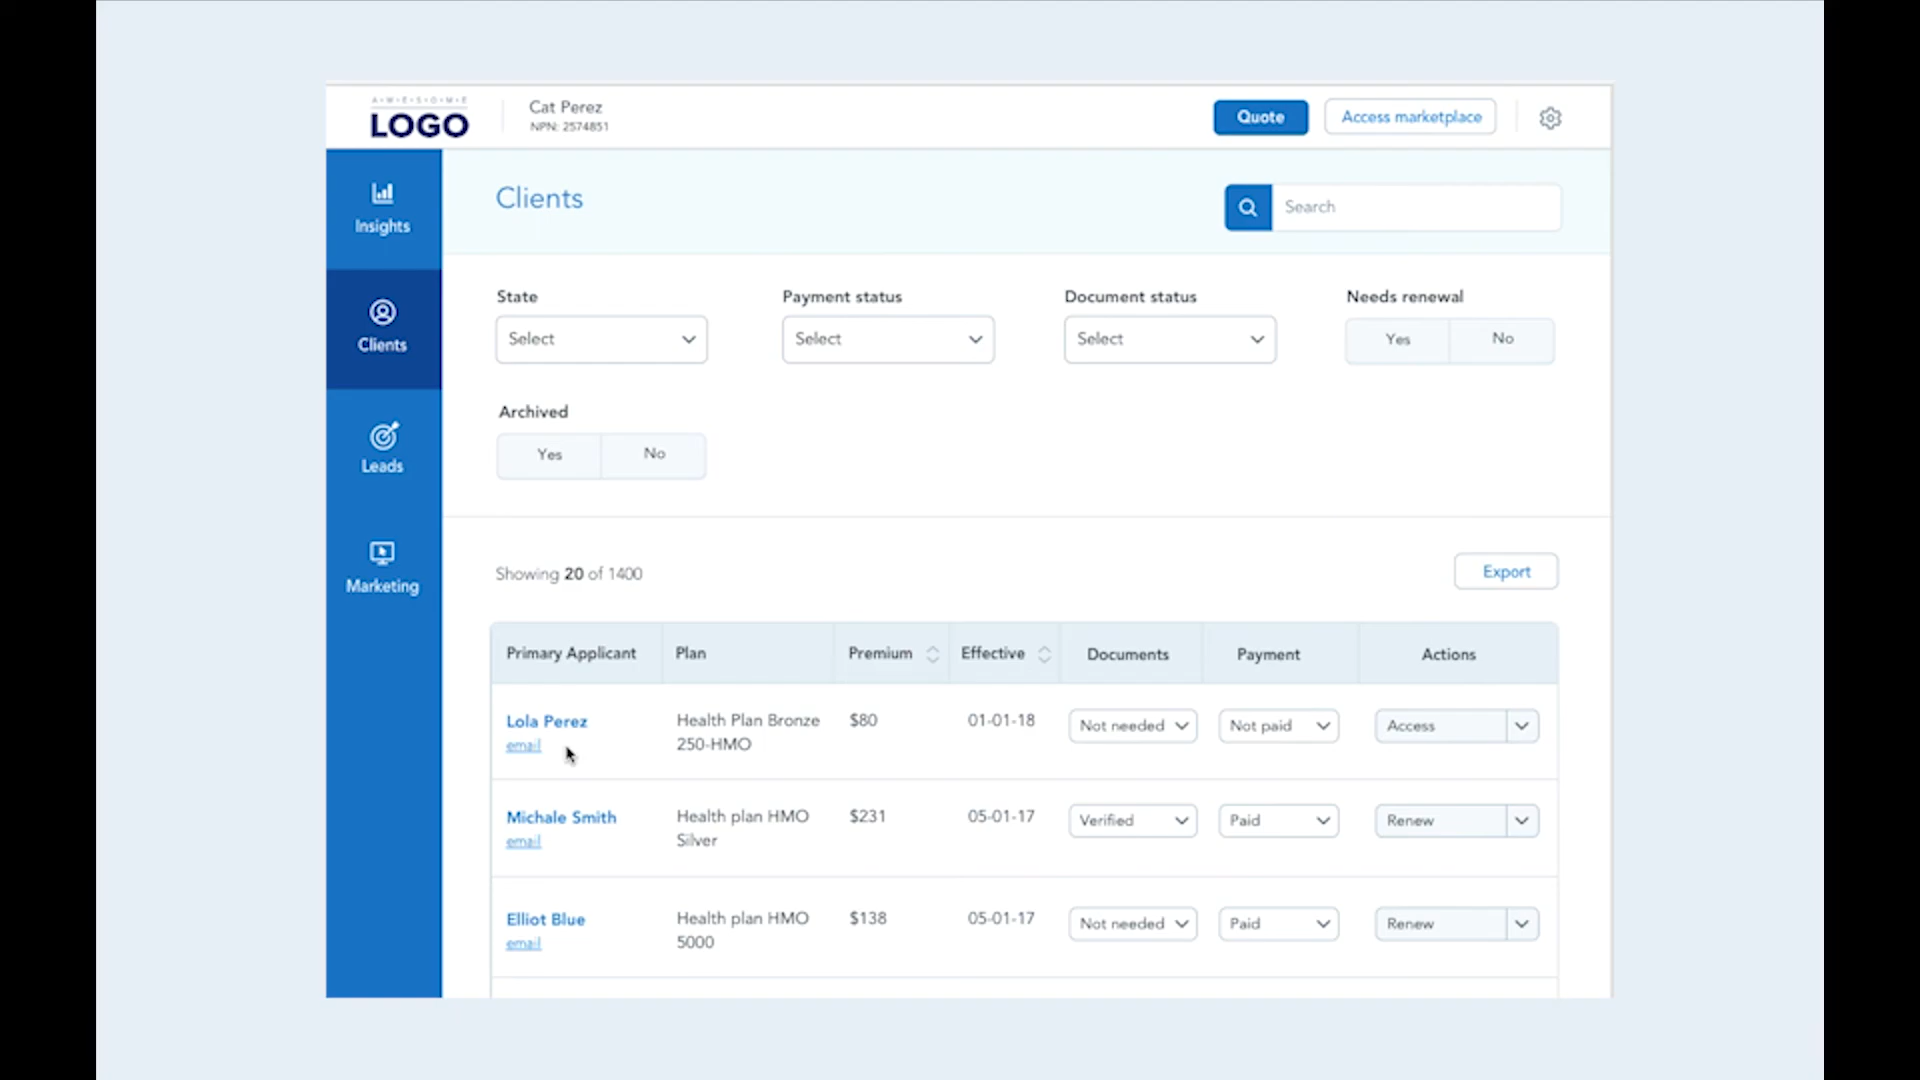 A·W·E·S·O·M·E
LOGO
Cat Perez
NPN: 2574851
Quote
Access marketplace
Insights
Clients
Leads
Marketing
Clients
Search
State
Payment status
Document status
Needs renewal
Select
Select
Select
Yes
No
Archived
Yes
No
Showing 20 of 1400
Export
Primary Applicant
Plan
Premium
Effective
Documents
Payment
Actions
Lola Perez
email
Health Plan Bronze
250-HMO
$80
01-01-18
Not needed
Not paid
Access
Michale Smith
email
Health plan HMO
Silver
$231
05-01-17
Verified
Paid
Renew
Elliot Blue
email
Health plan HMO
5000
$138
05-01-17
Not needed
Paid
Renew